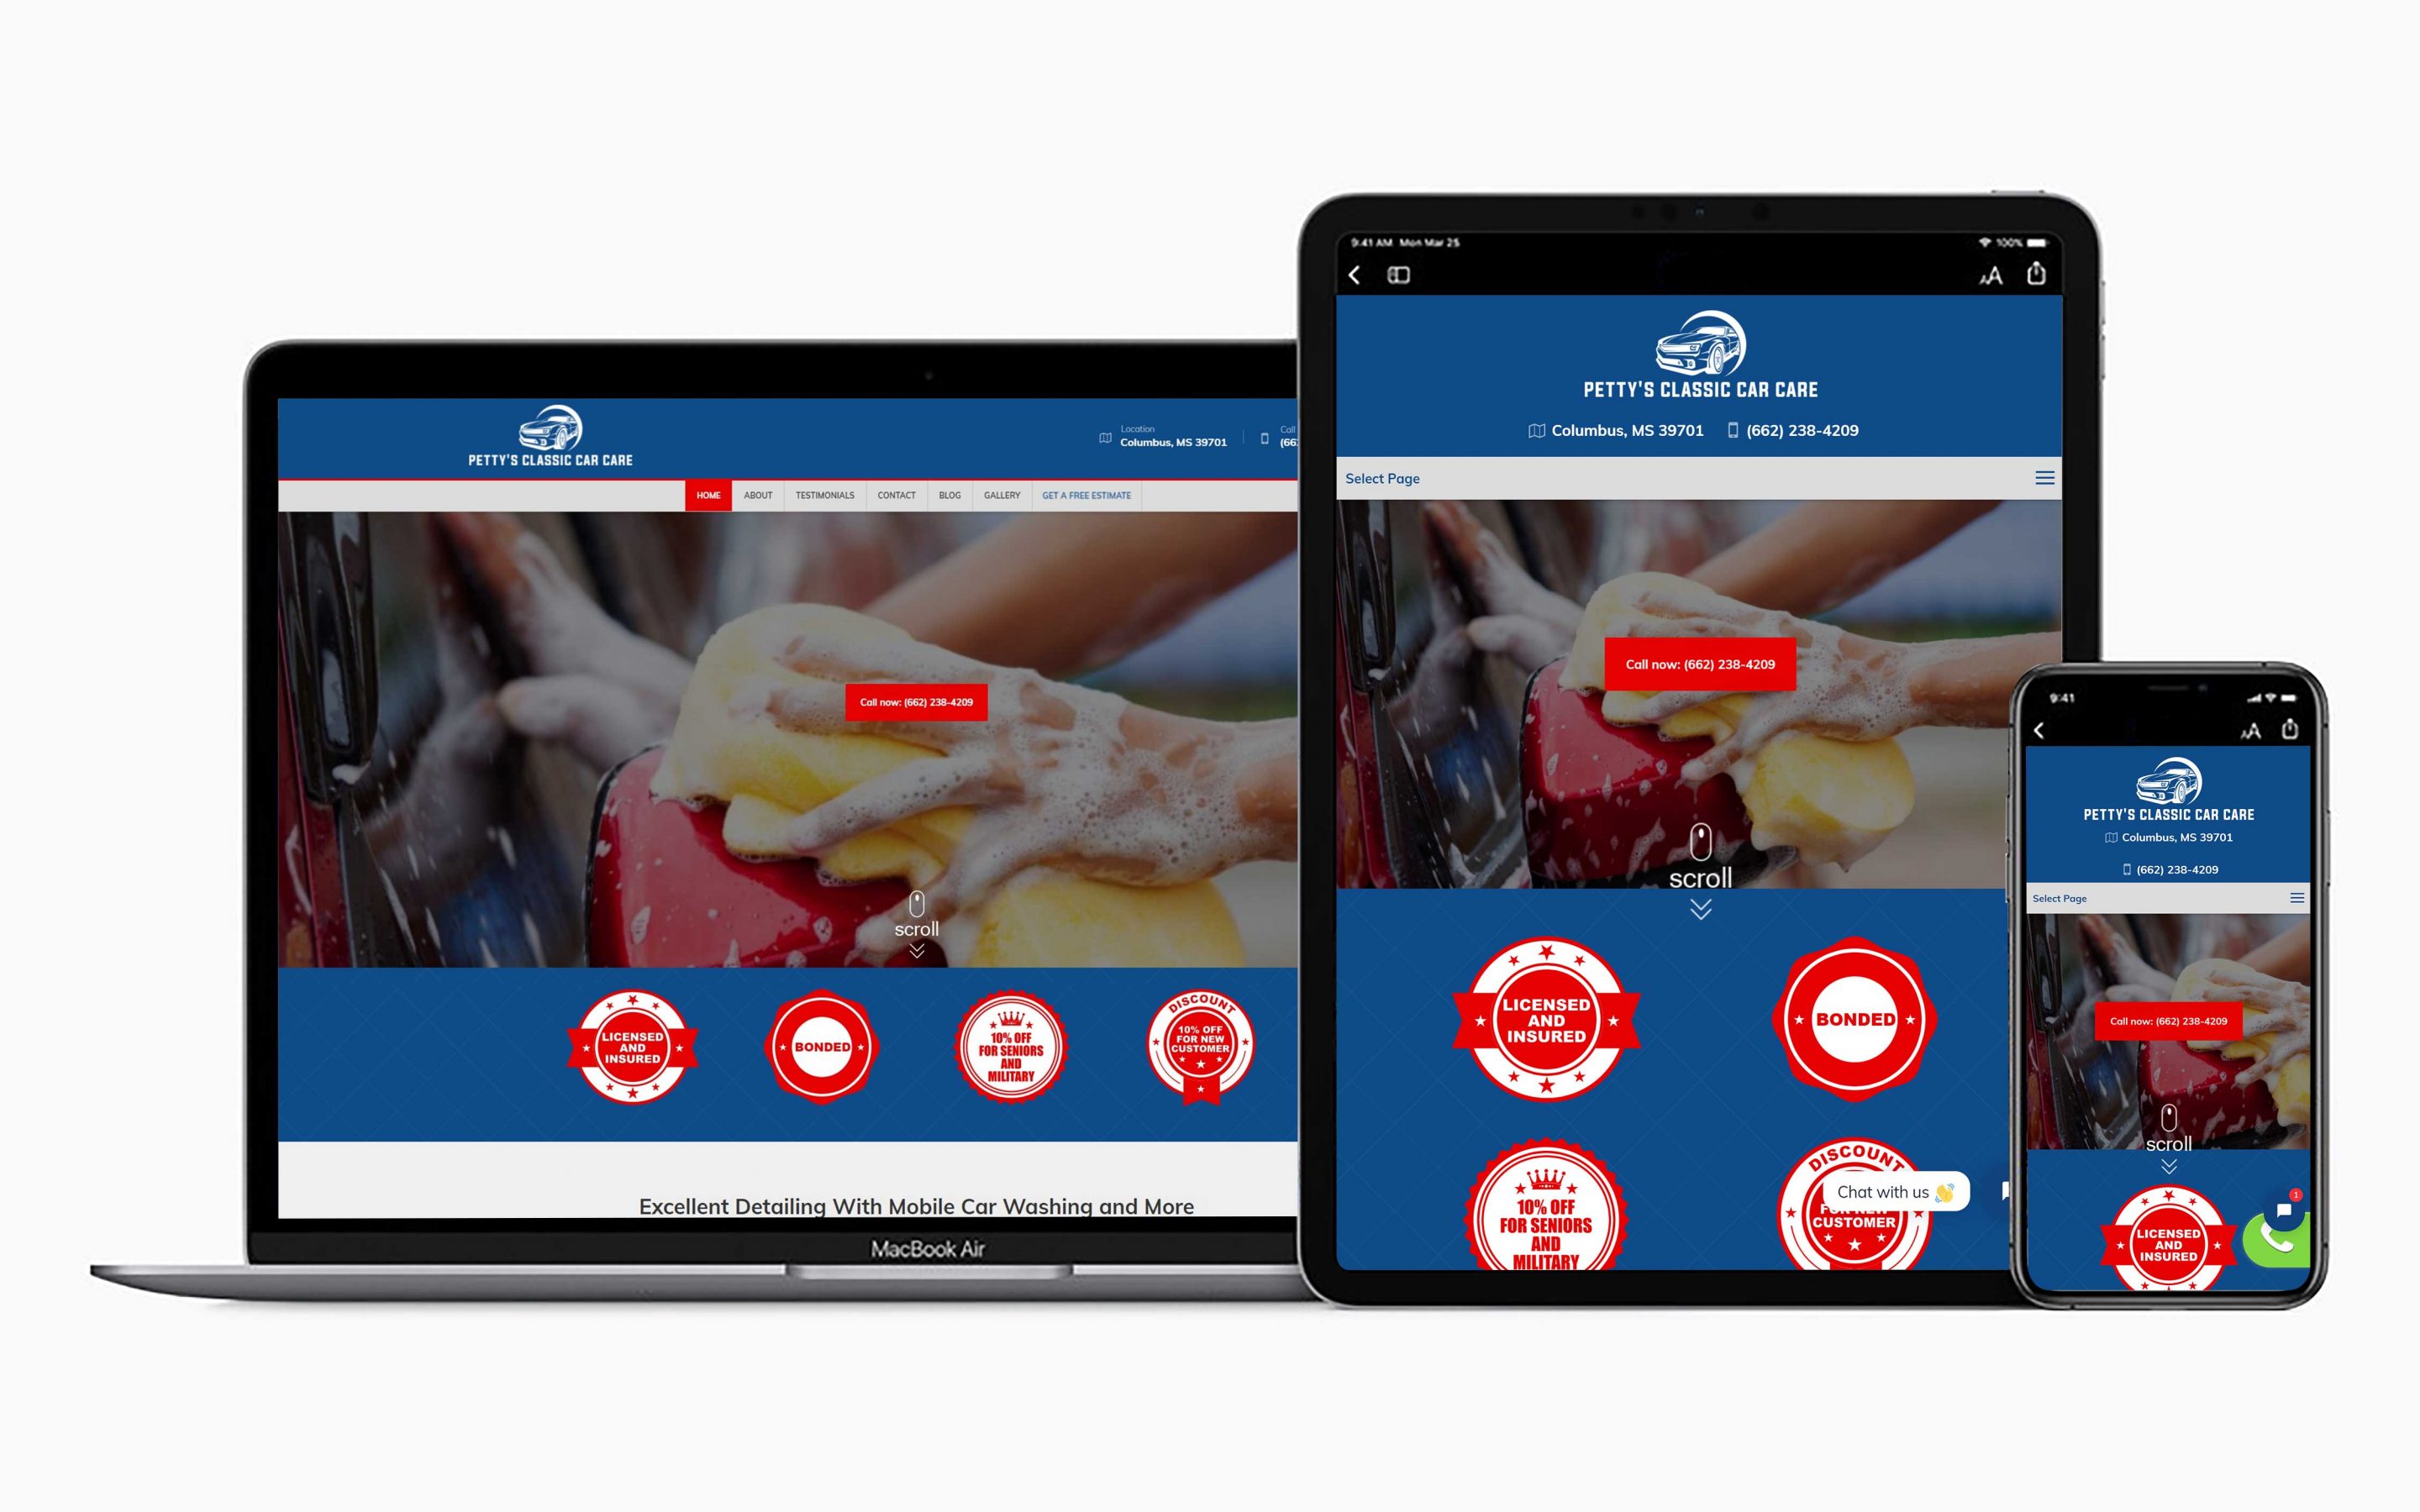 PETTY'S CLASSIC CAR CARE
Location
Columbus, MS 39701
Call
(66
HOME
ABOUT
TESTIMONIALS
CONTACT
BLOG
GALLERY
GET A FREE ESTIMATE
Call now: (662) 238-4209
scroll
LICENSED
AND
INSURED
BONDED
10% OFF
FOR SENIORS
AND
MILITARY
DISCOUNT
10% OFF
FOR NEW
CUSTOMER
Excellent Detailing With Mobile Car Washing and More
MacBook Air
9:41 AM Mon Mar 25
100%
AA
PETTY'S CLASSIC CAR CARE
Columbus, MS 39701
(662) 238-4209
Select Page
Call now: (662) 238-4209
scroll
LICENSED
AND
INSURED
BONDED
10% OFF
FOR SENIORS
AND
MILITARY
DISCOUNT
FOR NEW
CUSTOMER
Chat with us 👋
9:41
AA
PETTY'S CLASSIC CAR CARE
Columbus, MS 39701
(662) 238-4209
Select Page
Call now: (662) 238-4209
scroll
1
LICENSED
AND
INSURED